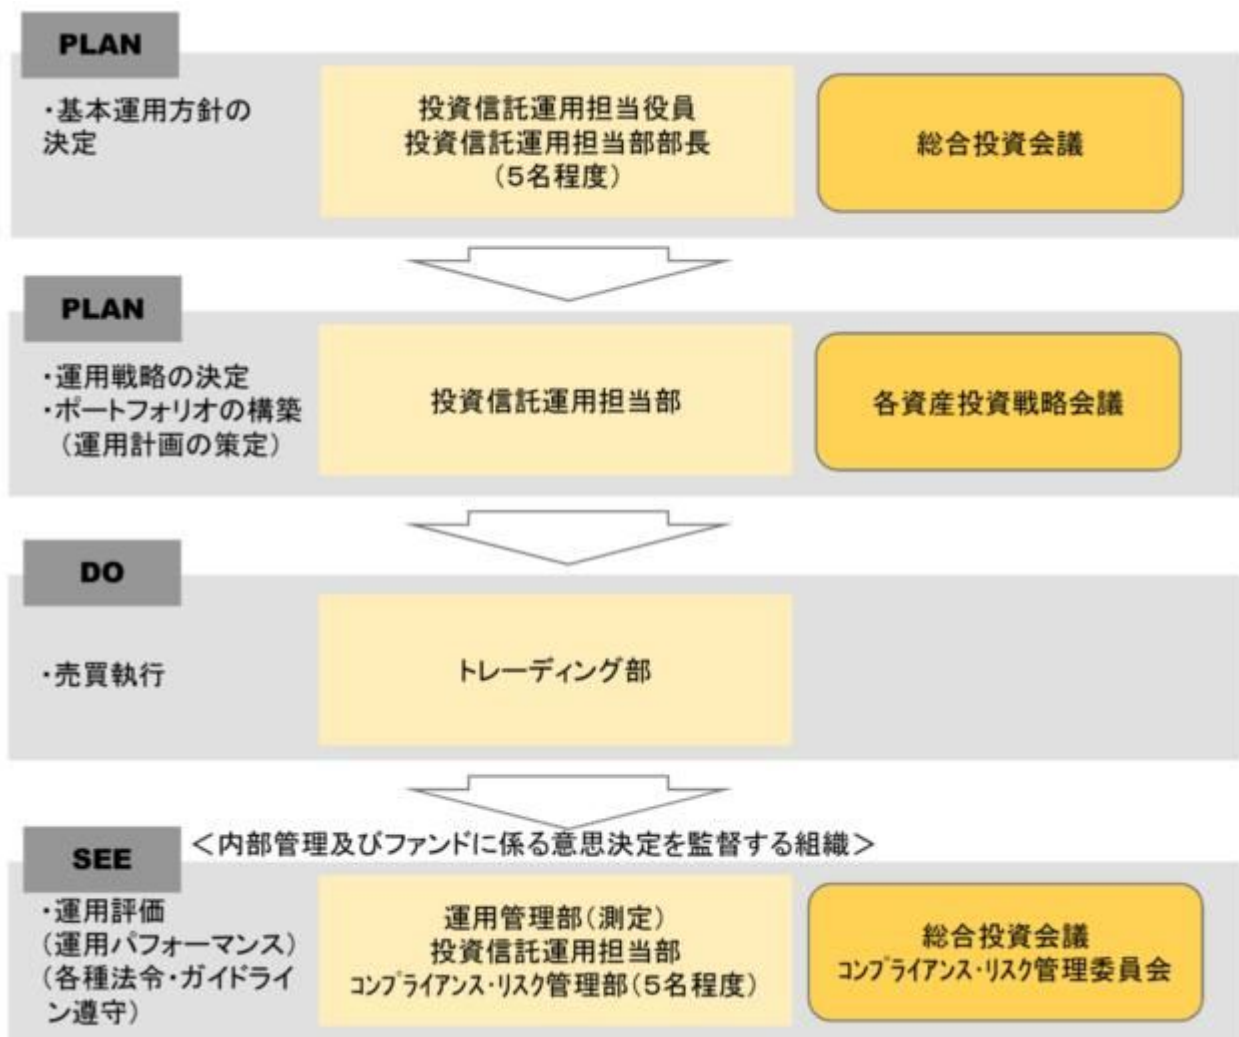 PLAN
・基本運用方針の
決定
投資信託運用担当役員
投資信託運用担当部部長
（5名程度）
総合投資会議
PLAN
・運用戦略の決定
・ポートフォリオの構築
（運用計画の策定）
投資信託運用担当部
各資産投資戦略会議
DO
・売買執行
トレーディング部
SEE
＜内部管理及びファンドに係る意思決定を監督する組織＞
・運用評価
（運用パフォーマンス）
（各種法令・ガイドライ
ン遵守）
運用管理部（測定）
投資信託運用担当部
ｺﾝﾌﾟﾗｲｱﾝｽ・ﾘｽｸ管理部（5名程度）
総合投資会議
ｺﾝﾌﾟﾗｲｱﾝｽ・ﾘｽｸ管理委員会